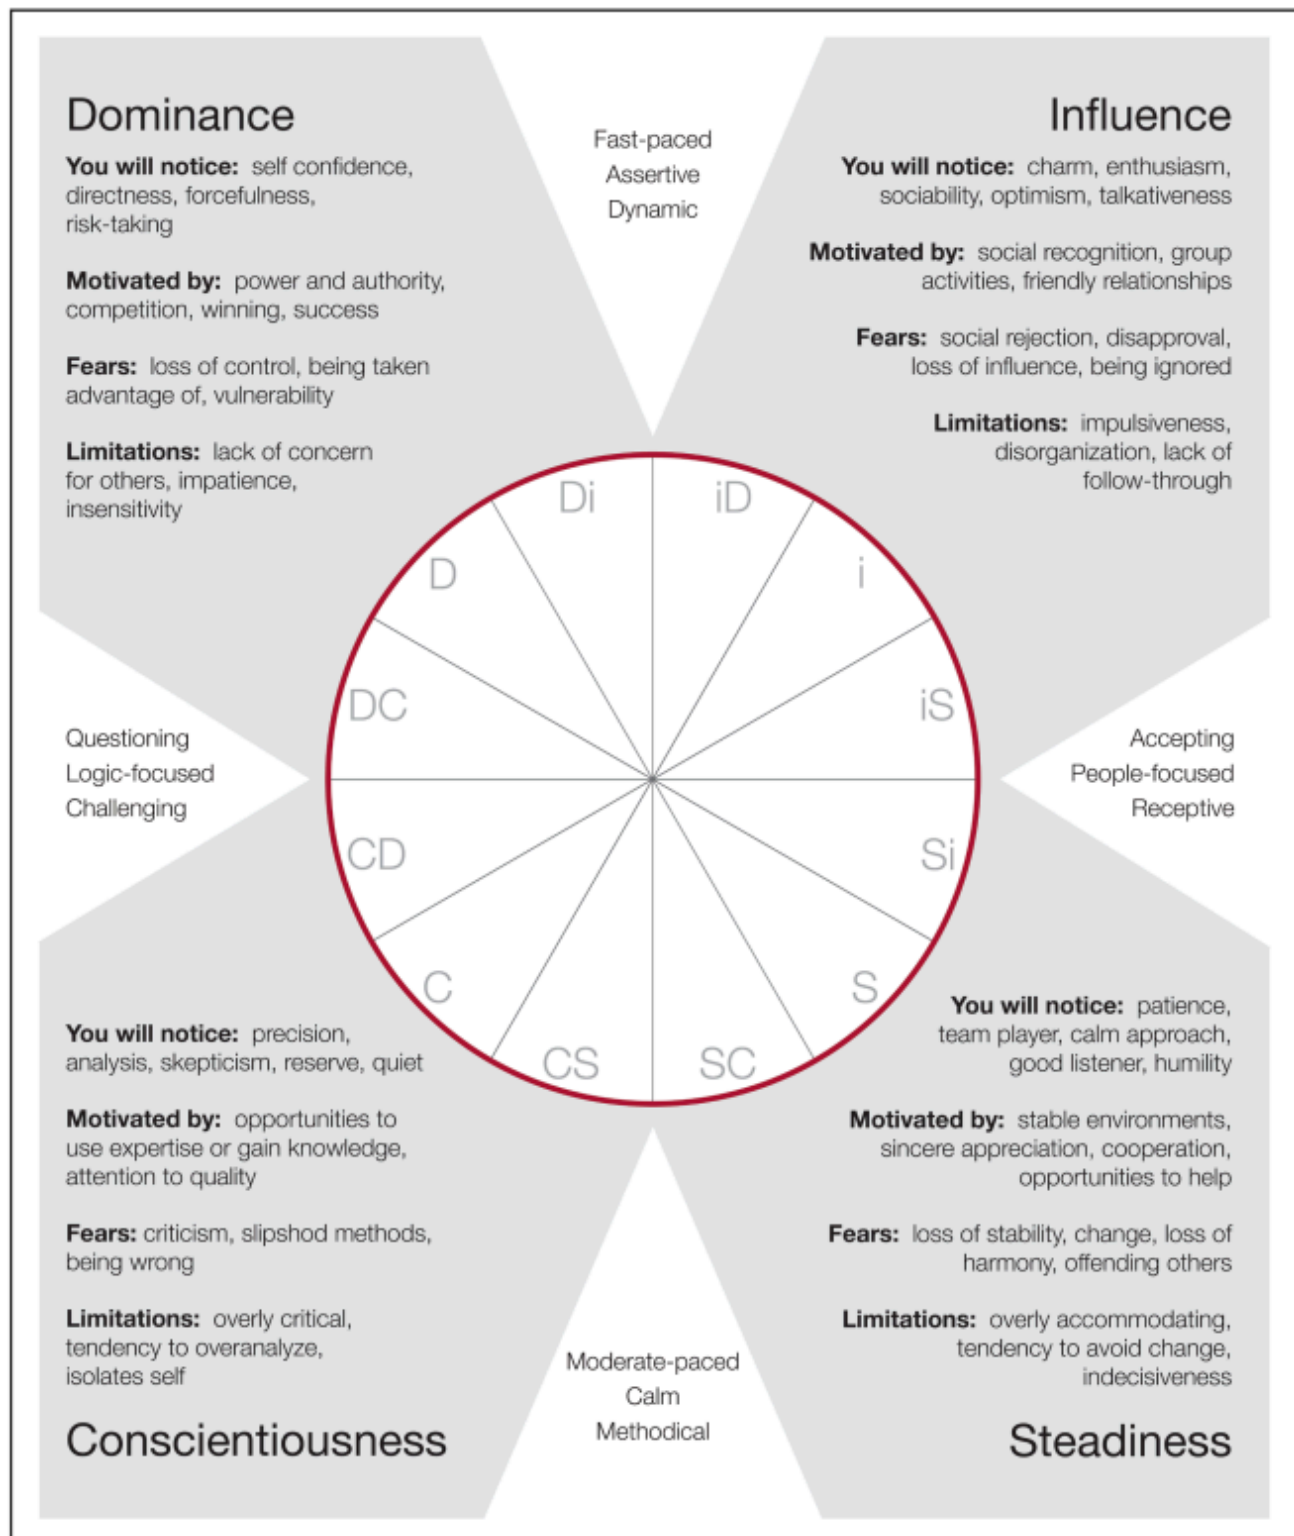 Dominance
You will notice: self confidence,
directness, forcefulness,
risk-taking
Motivated by: power and authority,
competition, winning, success
Fears: loss of control, being taken
advantage of, vulnerability
Limitations: lack of concern
for others, impatience,
insensitivity
Fast-paced
Assertive
Dynamic
Influence
You will notice: charm, enthusiasm,
sociability, optimism, talkativeness
Motivated by: social recognition, group
activities, friendly relationships
Fears: social rejection, disapproval,
loss of influence, being ignored
Limitations: impulsiveness,
disorganization, lack of
follow-through
Di
iD
D
i
DC
iS
Questioning
Logic-focused
Challenging
Accepting
People-focused
Receptive
CD
Si
C
S
CS
SC
You will notice: precision,
analysis, skepticism, reserve, quiet
Motivated by: opportunities to
use expertise or gain knowledge,
attention to quality
Fears: criticism, slipshod methods,
being wrong
Limitations: overly critical,
tendency to overanalyze,
isolates self
Conscientiousness
Moderate-paced
Calm
Methodical
You will notice: patience,
team player, calm approach,
good listener, humility
Motivated by: stable environments,
sincere appreciation, cooperation,
opportunities to help
Fears: loss of stability, change, loss of
harmony, offending others
Limitations: overly accommodating,
tendency to avoid change,
indecisiveness
Steadiness